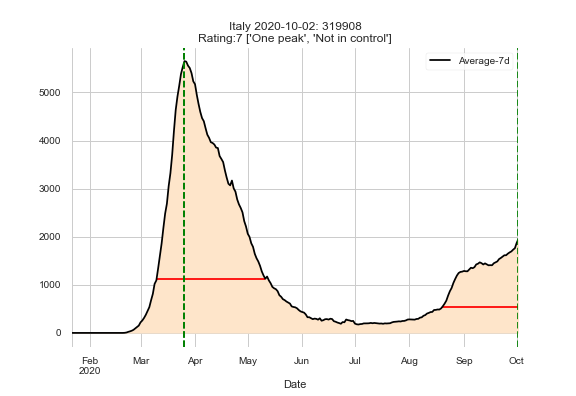 Italy 2020-10-02: 319908
Rating:7 ['One peak', 'Not in control']
Average-7d
5000
4000
3000
2000
1000
0
Feb
2020
Mar
Apr
May
Jun
Jul
Aug
Sep
Oct
Date